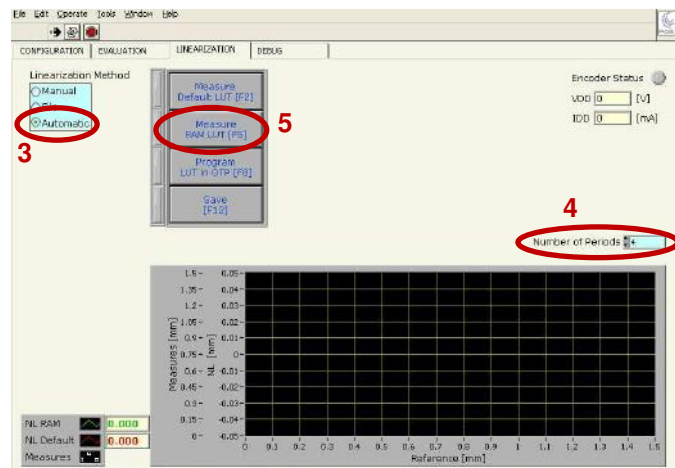 File Edit Operate Tools Window Help
CONFIGURATION EVALUATION LINEARIZATION DEBUG
Linearization Method
Manual
Automatic
3
Measure
Default LUT [F2]
Measure
RAM LUT [F5]
5
Program
LUT in OTP [F8]
Save
[F12]
Encoder Status
VDD 0 [V]
IDD 0 [mA]
4
Number of Periods 4
Measures [mm]
1.5
1.35
1.2
1.05
0.9
0.75
0.6
0.45
0.3
0.15
0
NL [mm]
0.05
0.04
0.03
0.02
0.01
0
-0.01
-0.02
-0.03
-0.04
-0.05
0 0.1 0.2 0.3 0.4 0.5 0.6 0.7 0.8 0.9 1 1.1 1.2 1.3 1.4 1.5
Reference [mm]
NL RAM 0.000
NL Default 0.000
Measures